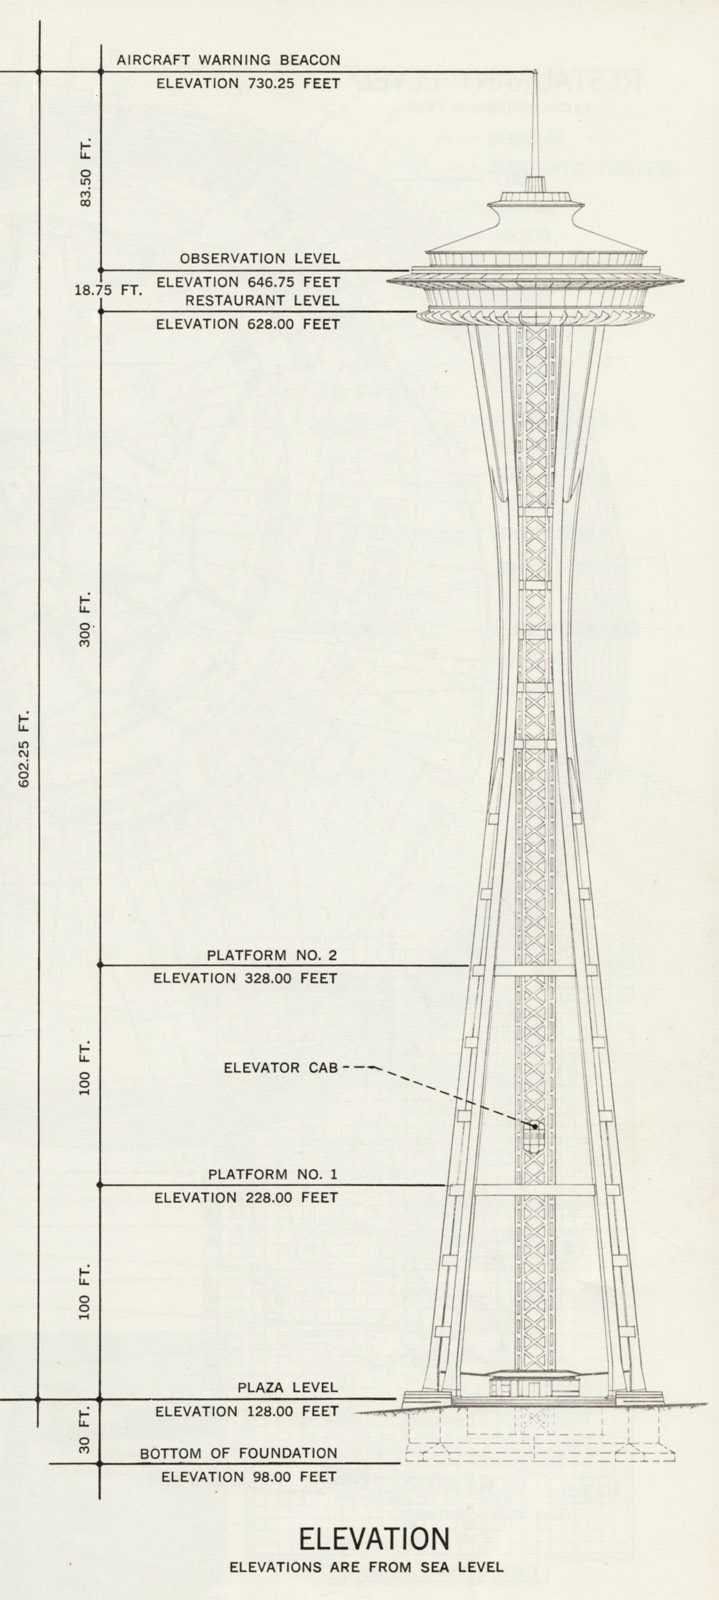 AIRCRAFT WARNING BEACON
ELEVATION 730.25 FEET
83.50 FT.
OBSERVATION LEVEL
ELEVATION 646.75 FEET
18.75 FT.
RESTAURANT LEVEL
ELEVATION 628.00 FEET
300 FT.
602.25 FT.
PLATFORM NO. 2
ELEVATION 328.00 FEET
100 FT.
ELEVATOR CAB
PLATFORM NO. 1
ELEVATION 228.00 FEET
100 FT.
PLAZA LEVEL
ELEVATION 128.00 FEET
30 FT.
BOTTOM OF FOUNDATION
ELEVATION 98.00 FEET
ELEVATION
ELEVATIONS ARE FROM SEA LEVEL